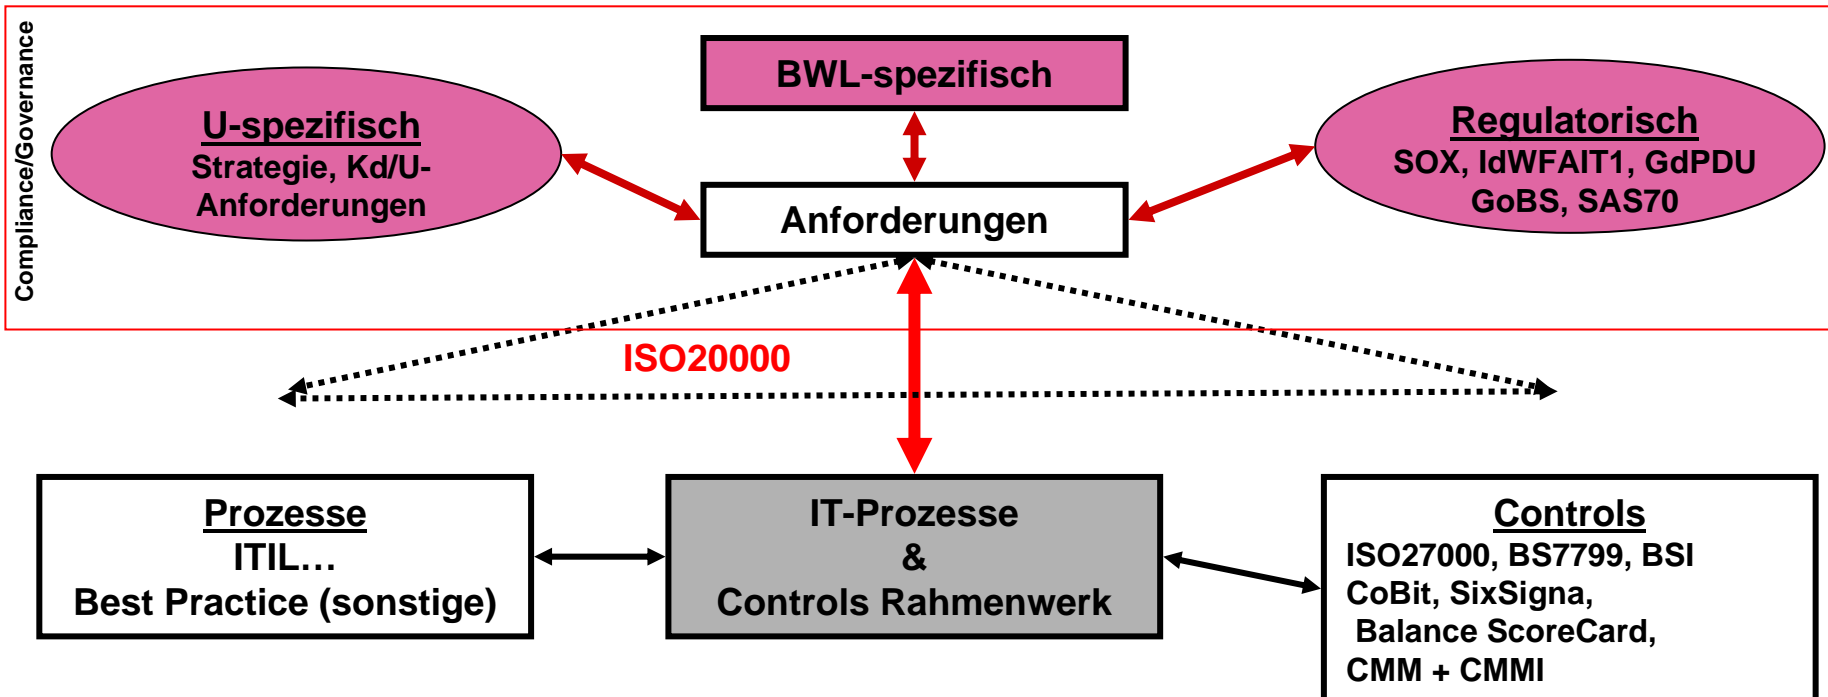 Compliance/Governance
BWL-spezifisch
U-spezifisch
Strategie, Kd/U-
Anforderungen
Regulatorisch
SOX, IdWFAIT1, GdPDU
GoBS, SAS70
Anforderungen
ISO20000
Prozesse
ITIL…
Best Practice (sonstige)
IT-Prozesse
&
Controls Rahmenwerk
Controls
ISO27000, BS7799, BSI
CoBit, SixSigna,
Balance ScoreCard,
CMM + CMMI